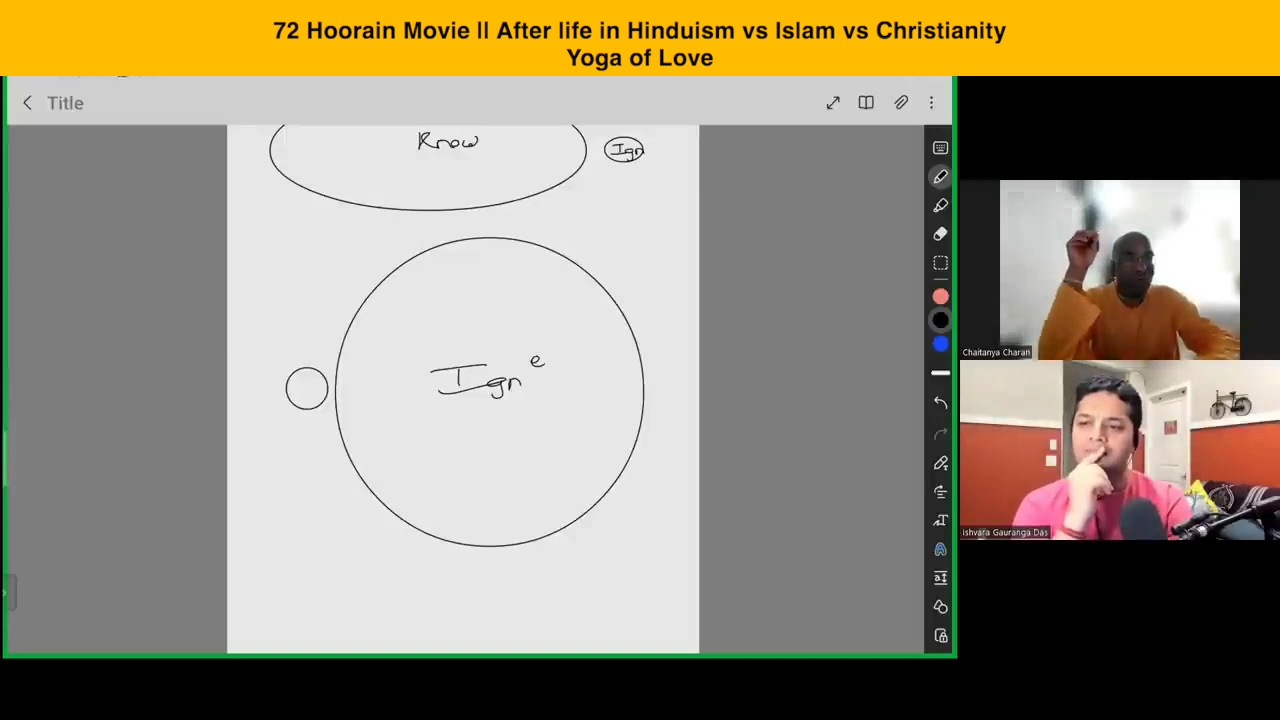 72 Hoorain Movie || After life in Hinduism vs Islam vs Christianity
Yoga of Love
Title
Know
Ign
Ign e
Chaitanya Charan
Ishvara Gauranga Das